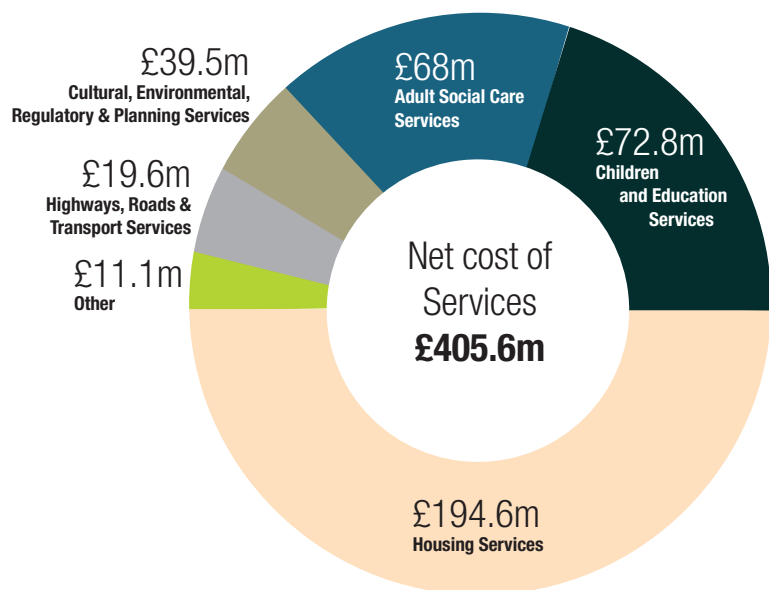 £39.5m
Cultural, Environmental,
Regulatory & Planning Services
£68m
Adult Social Care
Services
£72.8m
Children
and Education
Services
£19.6m
Highways, Roads &
Transport Services
£11.1m
Other
Net cost of
Services
£405.6m
£194.6m
Housing Services